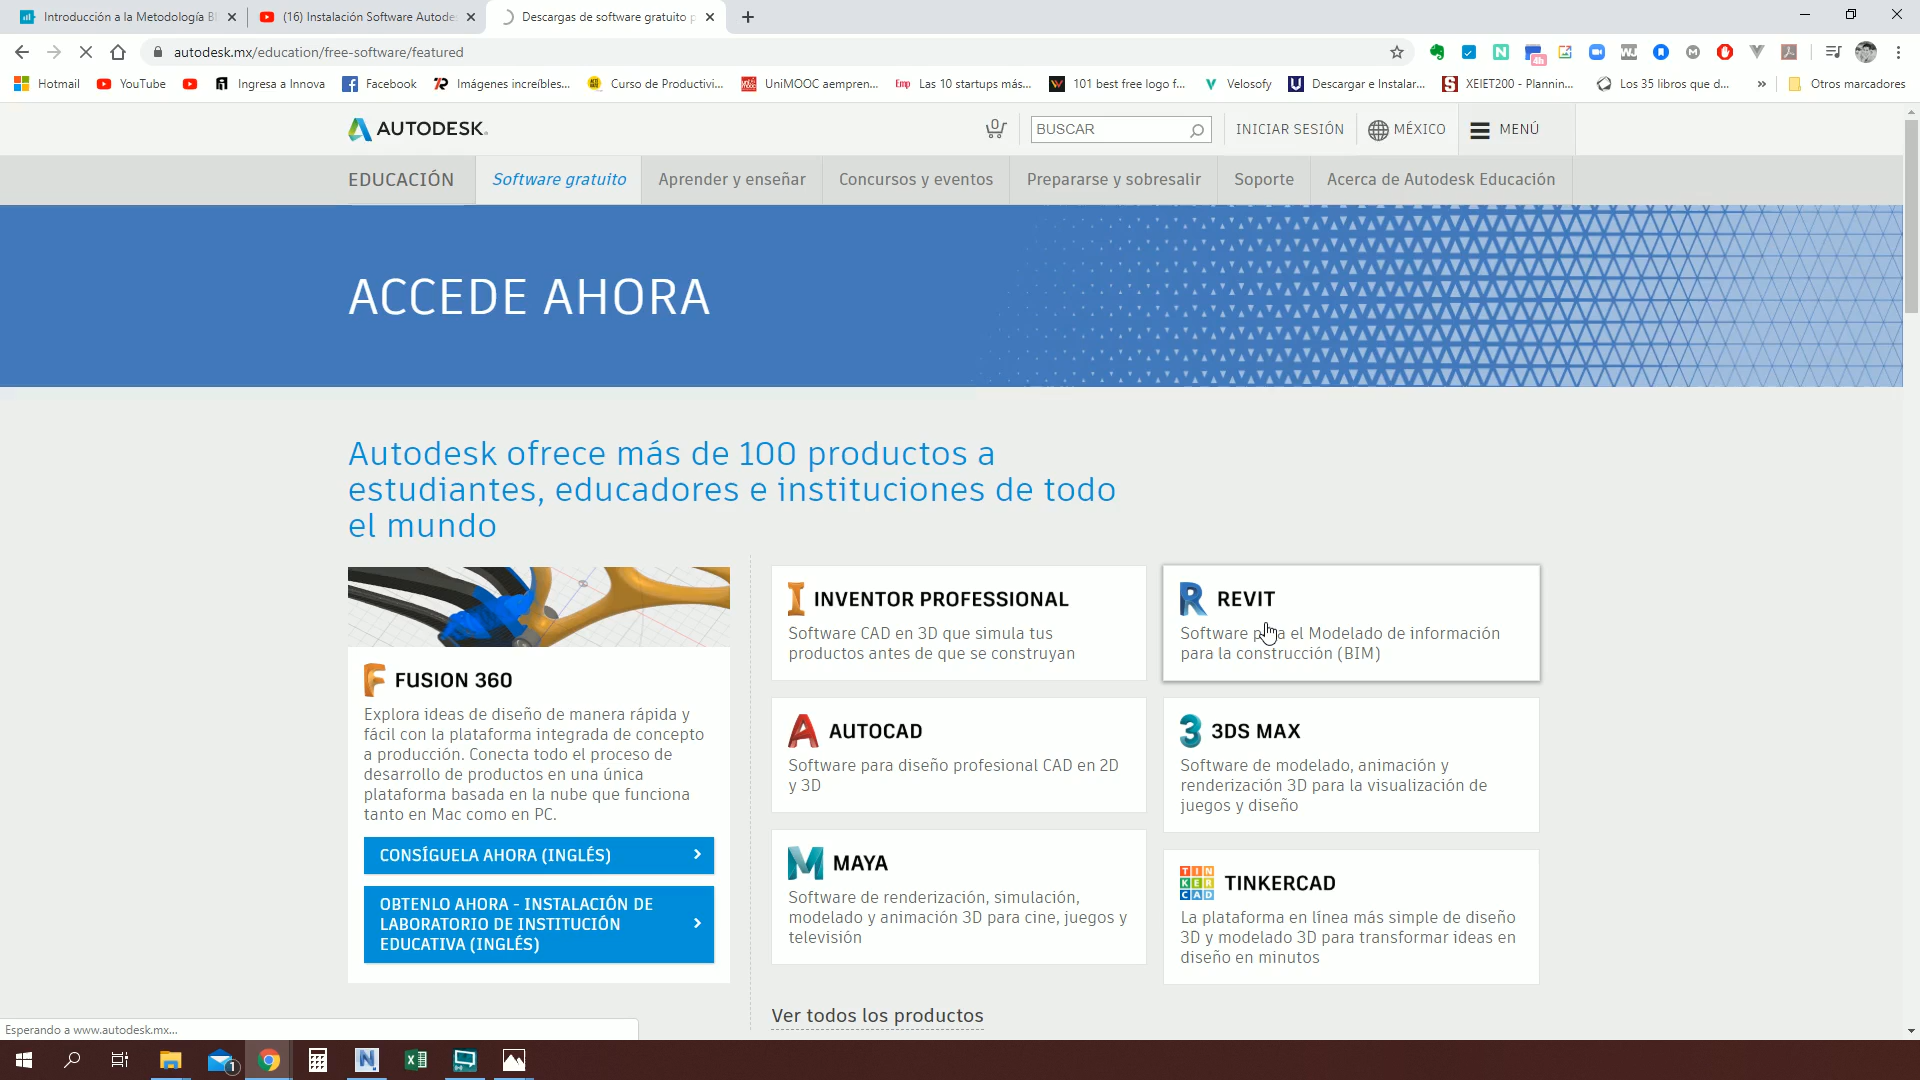 Introducción a la Metodología BI
(16) Instalación Software Autode
Descargas de software gratuito p
autodesk.mx/education/free-software/featured
4h
Hotmail
YouTube
Ingresa a Innova
Facebook
Imágenes increíbles...
Curso de Productivi...
UniMOOC aempren...
Las 10 startups más...
101 best free logo f...
Velosofy
Descargar e Instalar...
XEIET200 - Plannin...
Los 35 libros que d...
Otros marcadores
AUTODESK
0
BUSCAR
INICIAR SESIÓN
MÉXICO
MENÚ
EDUCACIÓN
Software gratuito
Aprender y enseñar
Concursos y eventos
Prepararse y sobresalir
Soporte
Acerca de Autodesk Educación
ACCEDE AHORA
Autodesk ofrece más de 100 productos a
estudiantes, educadores e instituciones de todo
el mundo
FUSION 360
Explora ideas de diseño de manera rápida y
fácil con la plataforma integrada de concepto
a producción. Conecta todo el proceso de
desarrollo de productos en una única
plataforma basada en la nube que funciona
tanto en Mac como en PC.
CONSÍGUELA AHORA (INGLÉS)
OBTENLO AHORA - INSTALACIÓN DE
LABORATORIO DE INSTITUCIÓN
EDUCATIVA (INGLÉS)
INVENTOR PROFESSIONAL
Software CAD en 3D que simula tus
productos antes de que se construyan
REVIT
Software para el Modelado de información
para la construcción (BIM)
AUTOCAD
Software para diseño profesional CAD en 2D
y 3D
3DS MAX
Software de modelado, animación y
renderización 3D para la visualización de
juegos y diseño
MAYA
Software de renderización, simulación,
modelado y animación 3D para cine, juegos y
televisión
TINKERCAD
La plataforma en línea más simple de diseño
3D y modelado 3D para transformar ideas en
diseño en minutos
Ver todos los productos
Esperando a www.autodesk.mx...
1